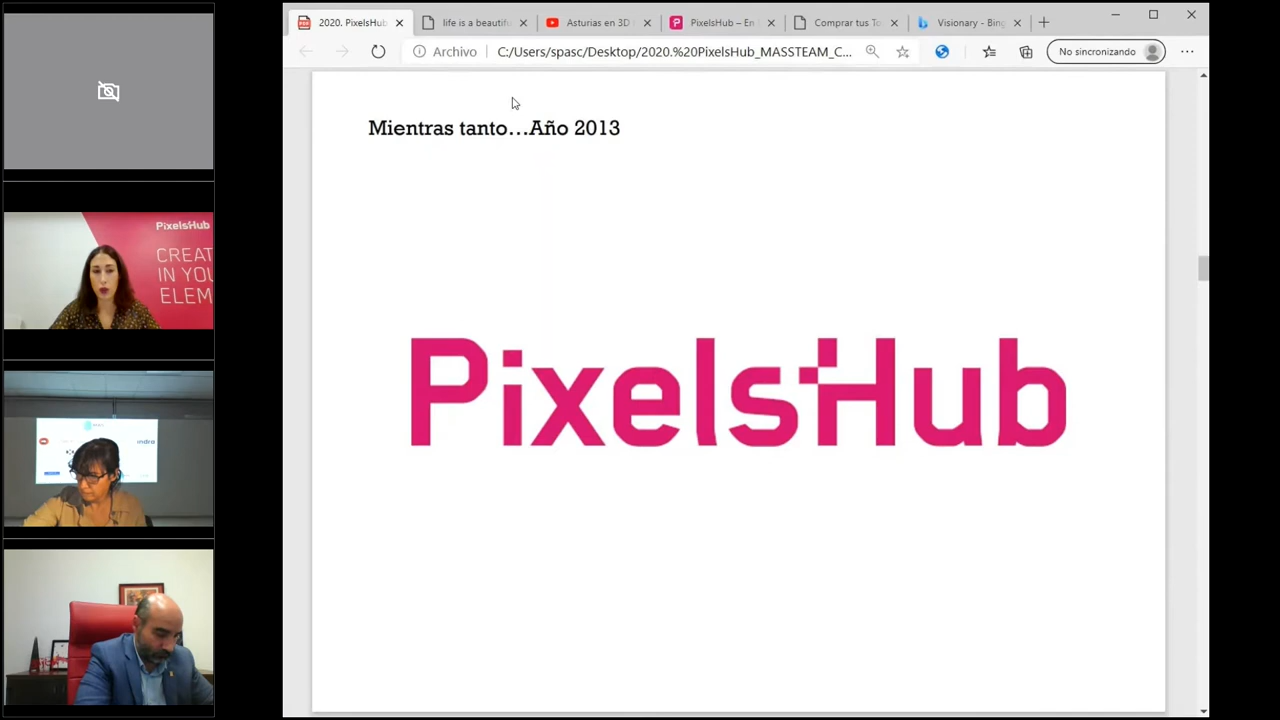 2020. PixelsHub
life is a beautifu
Asturias en 3D
PixelsHub – En
Comprar tus To
Visionary - Bing
Archivo
C:/Users/spasc/Desktop/2020.%20PixelsHub_MASSTEAM_C...
No sincronizando
Mientras tanto...Año 2013
PixelsHub
PixelsHub
CREAT
IN YOU
ELEM
indra